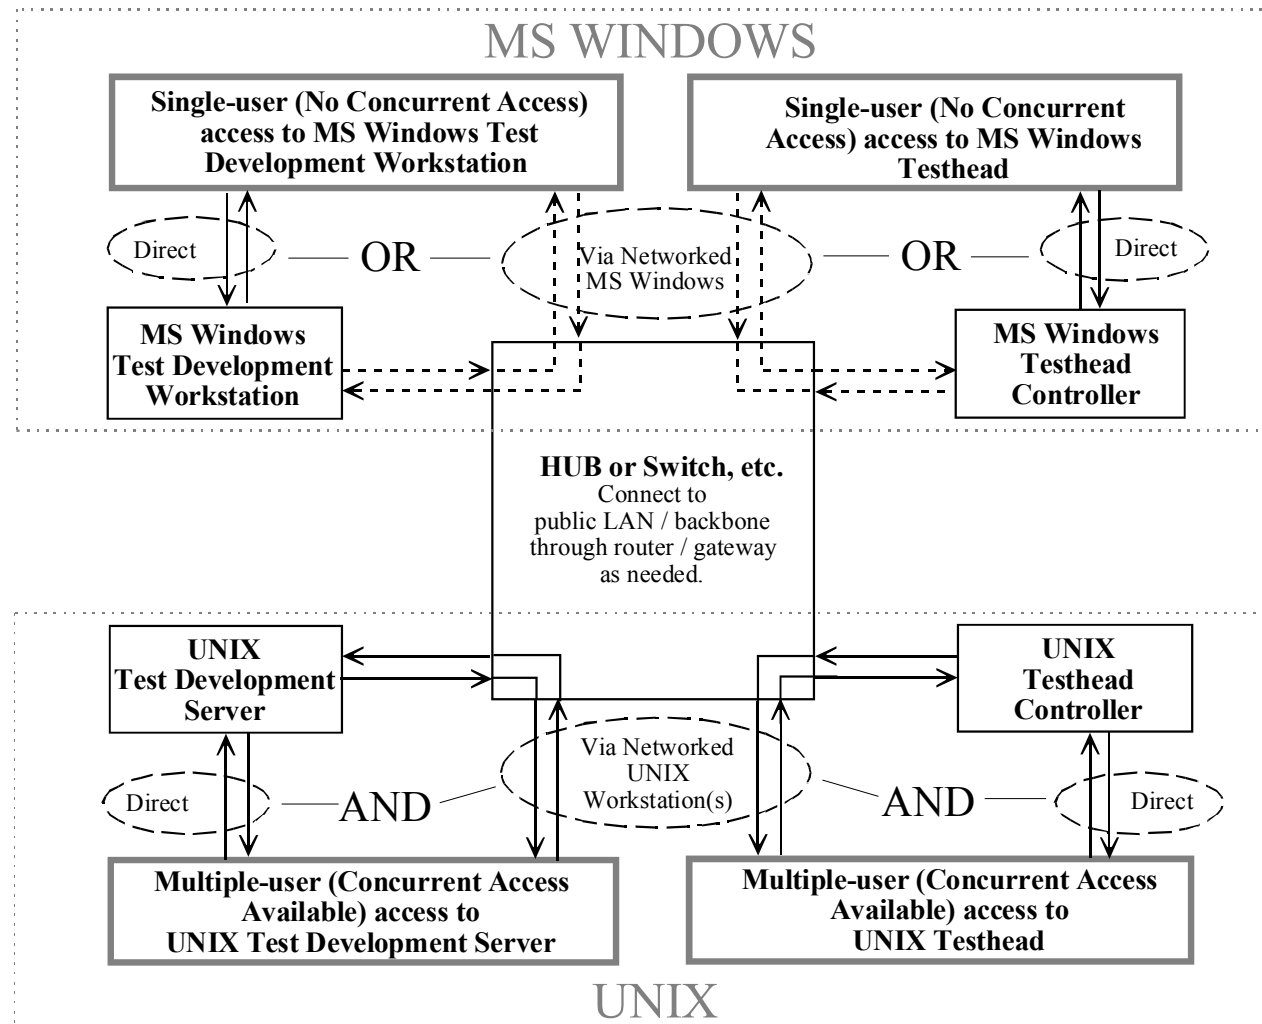 MS WINDOWS
Single-user (No Concurrent Access)
access to MS Windows Test
Development Workstation
Single-user (No Concurrent
Access) access to MS Windows
Testhead
Direct
OR
Via Networked
MS Windows
OR
Direct
MS Windows
Test Development
Workstation
MS Windows
Testhead
Controller
HUB or Switch, etc.
Connect to
public LAN / backbone
through router / gateway
as needed.
UNIX
Test Development
Server
UNIX
Testhead
Controller
Direct
AND
Via Networked
UNIX
Workstation(s)
AND
Direct
Multiple-user (Concurrent Access
Available) access to
UNIX Test Development Server
Multiple-user (Concurrent Access
Available) access to
UNIX Testhead
UNIX